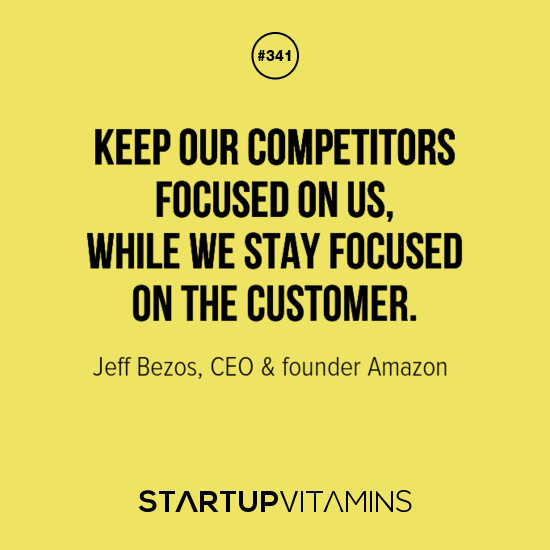 #341
KEEP OUR COMPETITORS
FOCUSED ON US,
WHILE WE STAY FOCUSED
ON THE CUSTOMER.
Jeff Bezos, CEO & founder Amazon
STARTUPVITAMINS